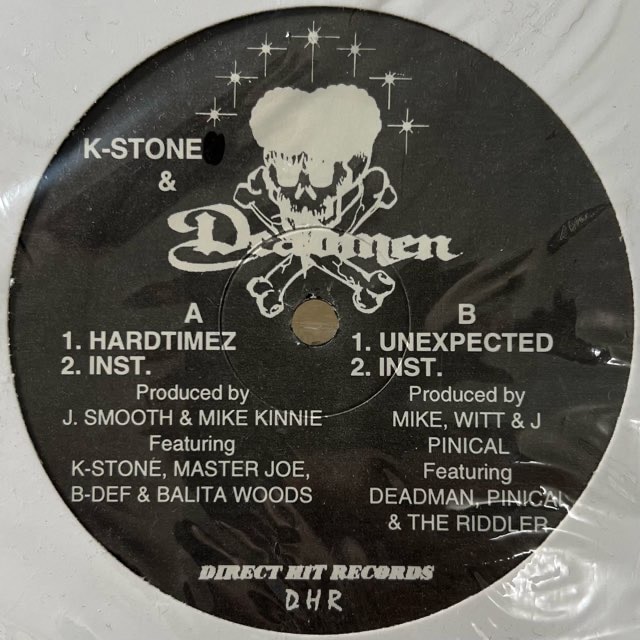 K-STONE
&
Deadmen
A
1. HARDTIMEZ
2. INST.
Produced by
J. SMOOTH & MIKE KINNIE
Featuring
K-STONE, MASTER JOE,
B-DEF & BALITA WOODS
B
1. UNEXPECTED
2. INST.
Produced by
MIKE, WITT & J
PINICAL
Featuring
DEADMAN, PINICAL
& THE RIDDLER
DIRECT HIT RECORDS
DHR